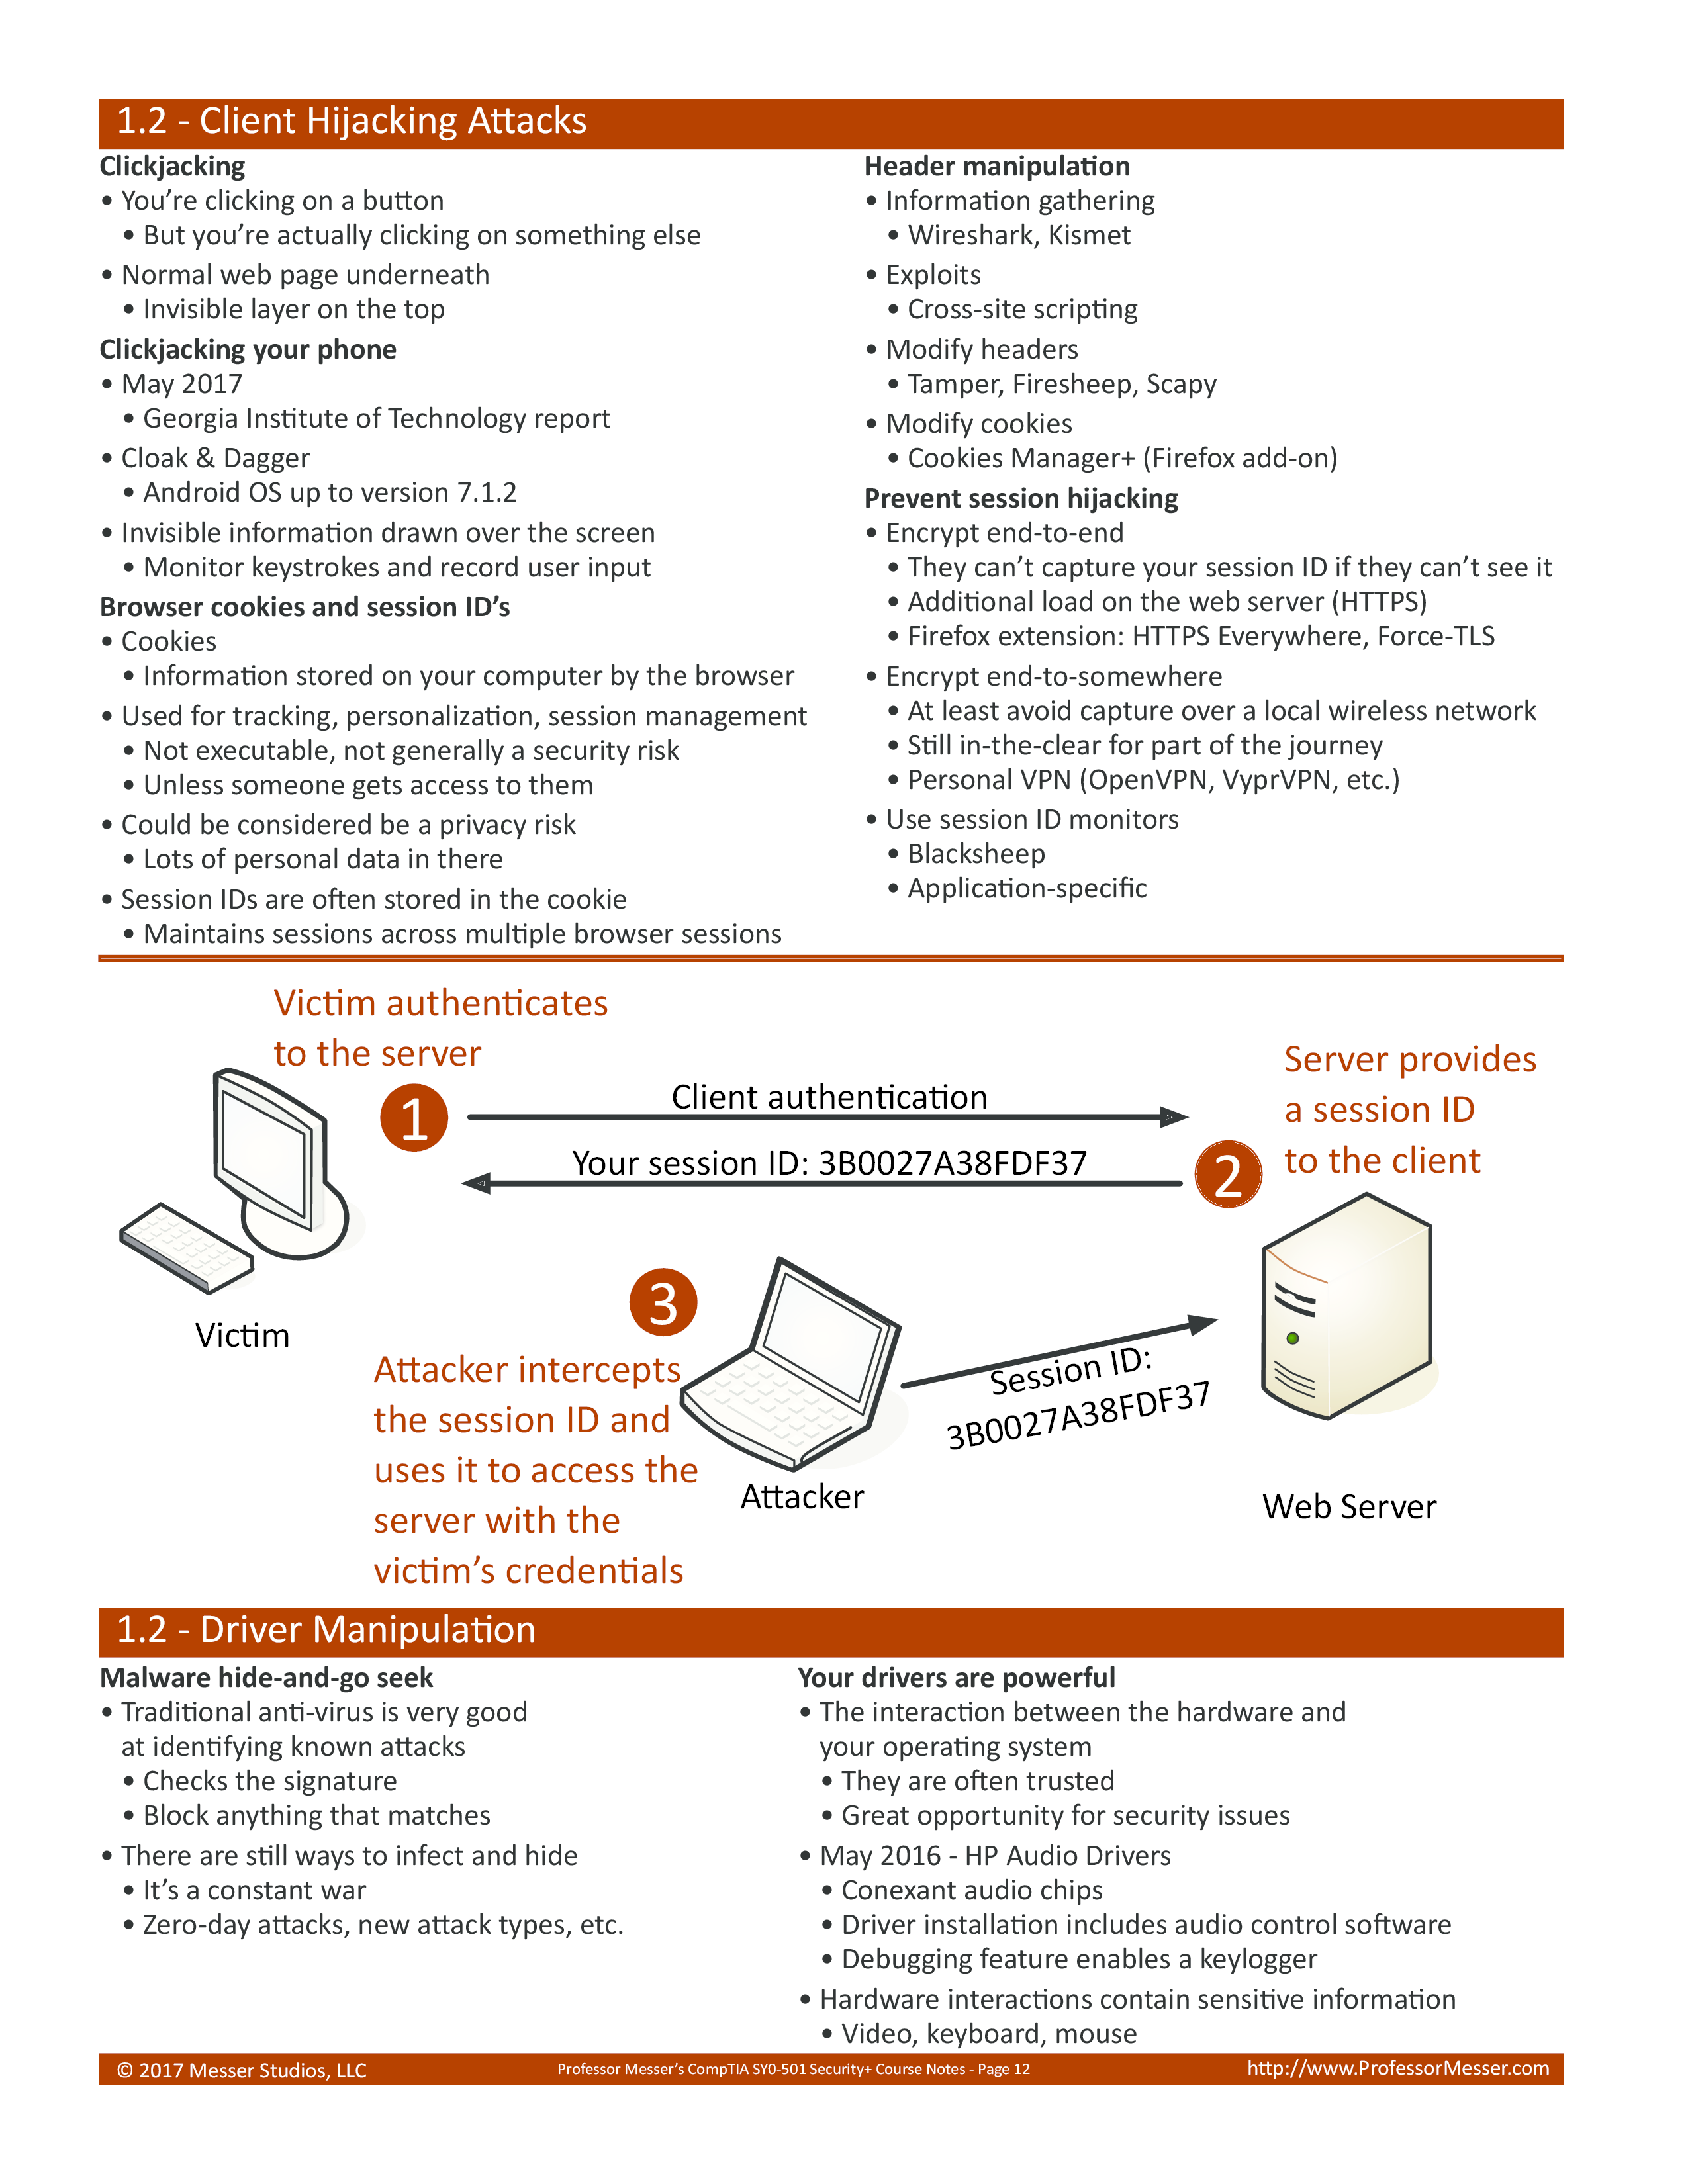 1.2 - Client Hijacking Attacks
Clickjacking
• You’re clicking on a button
• But you’re actually clicking on something else
• Normal web page underneath
• Invisible layer on the top
Clickjacking your phone
• May 2017
• Georgia Institute of Technology report
• Cloak & Dagger
• Android OS up to version 7.1.2
• Invisible information drawn over the screen
• Monitor keystrokes and record user input
Browser cookies and session ID’s
• Cookies
• Information stored on your computer by the browser
• Used for tracking, personalization, session management
• Not executable, not generally a security risk
• Unless someone gets access to them
• Could be considered be a privacy risk
• Lots of personal data in there
• Session IDs are often stored in the cookie
• Maintains sessions across multiple browser sessions
Header manipulation
• Information gathering
• Wireshark, Kismet
• Exploits
• Cross-site scripting
• Modify headers
• Tamper, Firesheep, Scapy
• Modify cookies
• Cookies Manager+ (Firefox add-on)
Prevent session hijacking
• Encrypt end-to-end
• They can’t capture your session ID if they can’t see it
• Additional load on the web server (HTTPS)
• Firefox extension: HTTPS Everywhere, Force-TLS
• Encrypt end-to-somewhere
• At least avoid capture over a local wireless network
• Still in-the-clear for part of the journey
• Personal VPN (OpenVPN, VyprVPN, etc.)
• Use session ID monitors
• Blacksheep
• Application-specific
Victim authenticates
to the server
1
Client authentication
Your session ID: 3B0027A38FDF37
Server provides
a session ID
to the client
2
Victim
3
Attacker intercepts
the session ID and
uses it to access the
server with the
victim’s credentials
Attacker
Session ID:
3B0027A38FDF37
Web Server
1.2 - Driver Manipulation
Malware hide-and-go seek
• Traditional anti-virus is very good
at identifying known attacks
• Checks the signature
• Block anything that matches
• There are still ways to infect and hide
• It’s a constant war
• Zero-day attacks, new attack types, etc.
Your drivers are powerful
• The interaction between the hardware and
your operating system
• They are often trusted
• Great opportunity for security issues
• May 2016 - HP Audio Drivers
• Conexant audio chips
• Driver installation includes audio control software
• Debugging feature enables a keylogger
• Hardware interactions contain sensitive information
• Video, keyboard, mouse
© 2017 Messer Studios, LLC
Professor Messer’s CompTIA SY0-501 Security+ Course Notes - Page 12
http://www.ProfessorMesser.com